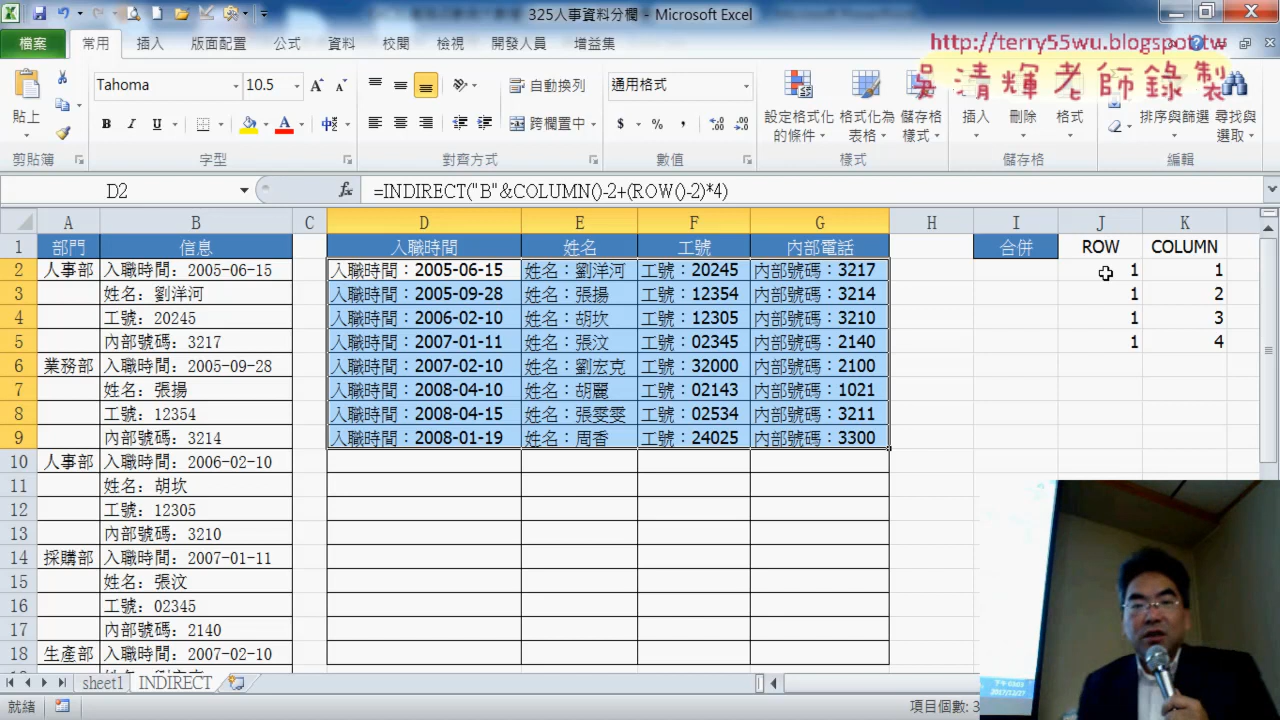 325人事資料分欄 - Microsoft Excel
http://terry55wu.blogspot.tw
吳清輝老師錄製
檔案 常用 插入 版面配置 公式 資料 校閱 檢視 開發人員 增益集
貼上
Tahoma 10.5
B I U
自動換列
跨欄置中
通用格式
$ % ,
設定格式化的條件
格式化為表格
儲存格樣式
插入 刪除 格式
排序與篩選 尋找與選取
剪貼簿 字型 對齊方式 數值 樣式 儲存格 編輯
D2 fx =INDIRECT("B"&COLUMN()-2+(ROW()-2)*4)
A B C D E F G H I J K
1 部門 信息 入職時間 姓名 工號 內部電話 合併 ROW COLUMN
2 人事部 入職時間: 2005-06-15 入職時間：2005-06-15 姓名：劉洋河 工號：20245 內部號碼：3217 1 1
3 姓名: 劉洋河 入職時間：2005-09-28 姓名：張揚 工號：12354 內部號碼：3214 1 2
4 工號: 20245 入職時間：2006-02-10 姓名：胡坎 工號：12305 內部號碼：3210 1 3
5 內部號碼: 3217 入職時間：2007-01-11 姓名：張汶 工號：02345 內部號碼：2140 1 4
6 業務部 入職時間: 2005-09-28 入職時間：2007-02-10 姓名：劉宏克 工號：32000 內部號碼：2100
7 姓名: 張揚 入職時間：2008-04-10 姓名：胡麗 工號：02143 內部號碼：1021
8 工號: 12354 入職時間：2008-04-15 姓名：張雯雯 工號：02534 內部號碼：3211
9 內部號碼: 3214 入職時間：2008-01-19 姓名：周香 工號：24025 內部號碼：3300
10 人事部 入職時間: 2006-02-10
11 姓名: 胡坎
12 工號: 12305
13 內部號碼: 3210
14 採購部 入職時間: 2007-01-11
15 姓名: 張汶
16 工號: 02345
17 內部號碼: 2140
18 生產部 入職時間: 2007-02-10
sheet1 INDIRECT
就緒 項目個數: 3
2017/12/27